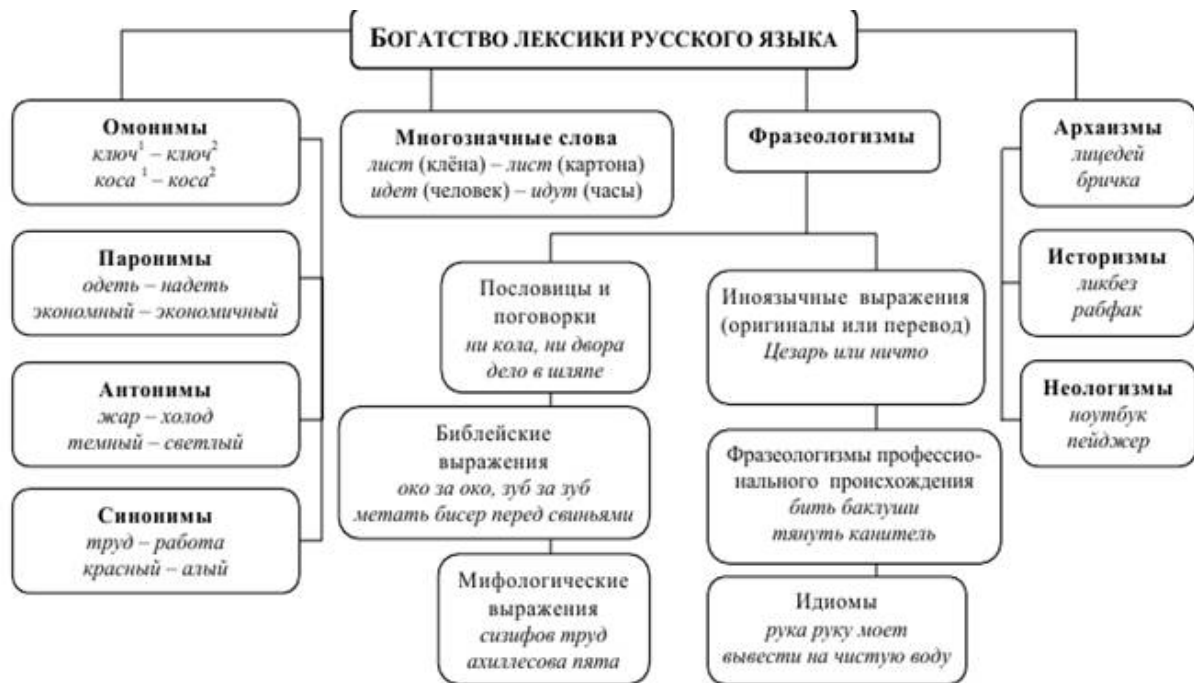 БОГАТСТВО ЛЕКСИКИ РУССКОГО ЯЗЫКА
Омонимы
ключ¹ – ключ²
коса ¹ – коса²
Паронимы
одеть – надеть
экономный – экономичный
Антонимы
жар – холод
темный – светлый
Синонимы
труд – работа
красный – алый
Многозначные слова
лист (клёна) – лист (картона)
идет (человек) – идут (часы)
Фразеологизмы
Пословицы и
поговорки
ни кола, ни двора
дело в шляпе
Библейские
выражения
око за око, зуб за зуб
метать бисер перед свиньями
Мифологические
выражения
сизифов труд
ахиллесова пята
Иноязычные выражения
(оригиналы или перевод)
Цезарь или ничто
Фразеологизмы профессио-
нального происхождения
бить баклуши
тянуть канитель
Идиомы
рука руку моет
вывести на чистую воду
Архаизмы
лицедей
бричка
Историзмы
ликбез
рабфак
Неологизмы
ноутбук
пейджер